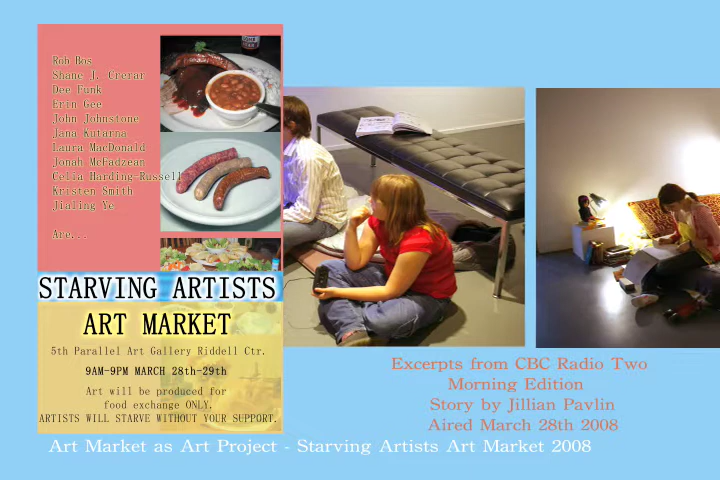 Rob Bos
Shane J. Crerar
Dee Funk
Erin Gee
John Johnstone
Jana Kutarna
Laura MacDonald
Jonah McFadzean
Celia Harding-Russell
Kristen Smith
Jialing Ye
Are...
STARVING ARTISTS
ART MARKET
5th Parallel Art Gallery Riddell Ctr.
9AM-9PM MARCH 28th-29th
Art will be produced for
food exchange ONLY.
ARTISTS WILL STARVE WITHOUT YOUR SUPPORT.
Excerpts from CBC Radio Two
Morning Edition
Story by Jillian Pavlin
Aired March 28th 2008
Art Market as Art Project - Starving Artists Art Market 2008